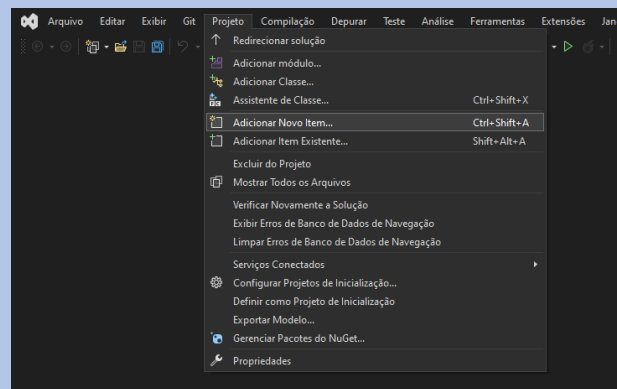 Arquivo Editar Exibir Git Projeto Compilação Depurar Teste Análise Ferramentas Extensões Jan
Redirecionar solução
Adicionar módulo...
Adicionar Classe...
Assistente de Classe... Ctrl+Shift+X
Adicionar Novo Item... Ctrl+Shift+A
Adicionar Item Existente... Shift+Alt+A
Excluir do Projeto
Mostrar Todos os Arquivos
Verificar Novamente a Solução
Exibir Erros de Banco de Dados de Navegação
Limpar Erros de Banco de Dados de Navegação
Serviços Conectados
Configurar Projetos de Inicialização...
Definir como Projeto de Inicialização
Exportar Modelo...
Gerenciar Pacotes do NuGet...
Propriedades